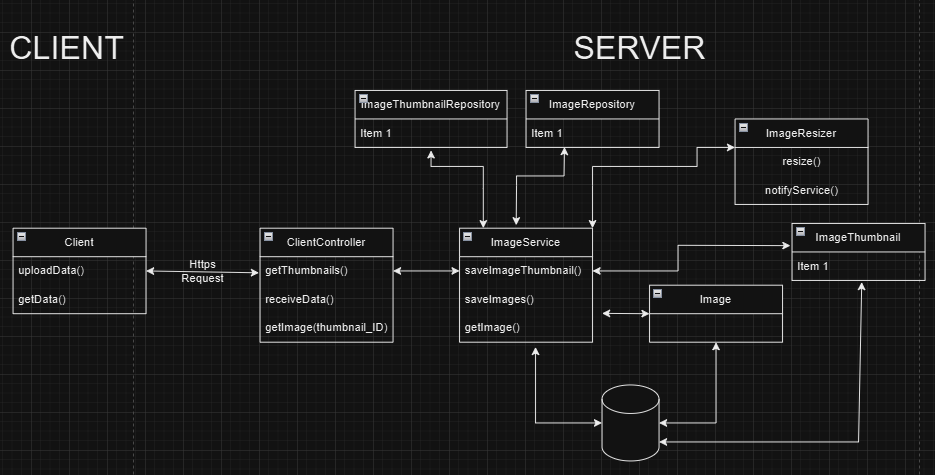 CLIENT
SERVER
ImageThumbnailRepository
Item 1
ImageRepository
Item 1
ImageResizer
resize()
notifyService()
Client
uploadData()
getData()
Https
Request
ClientController
getThumbnails()
receiveData()
getImage(thumbnail_ID)
ImageService
saveImageThumbnail()
saveImages()
getImage()
ImageThumbnail
Item 1
Image